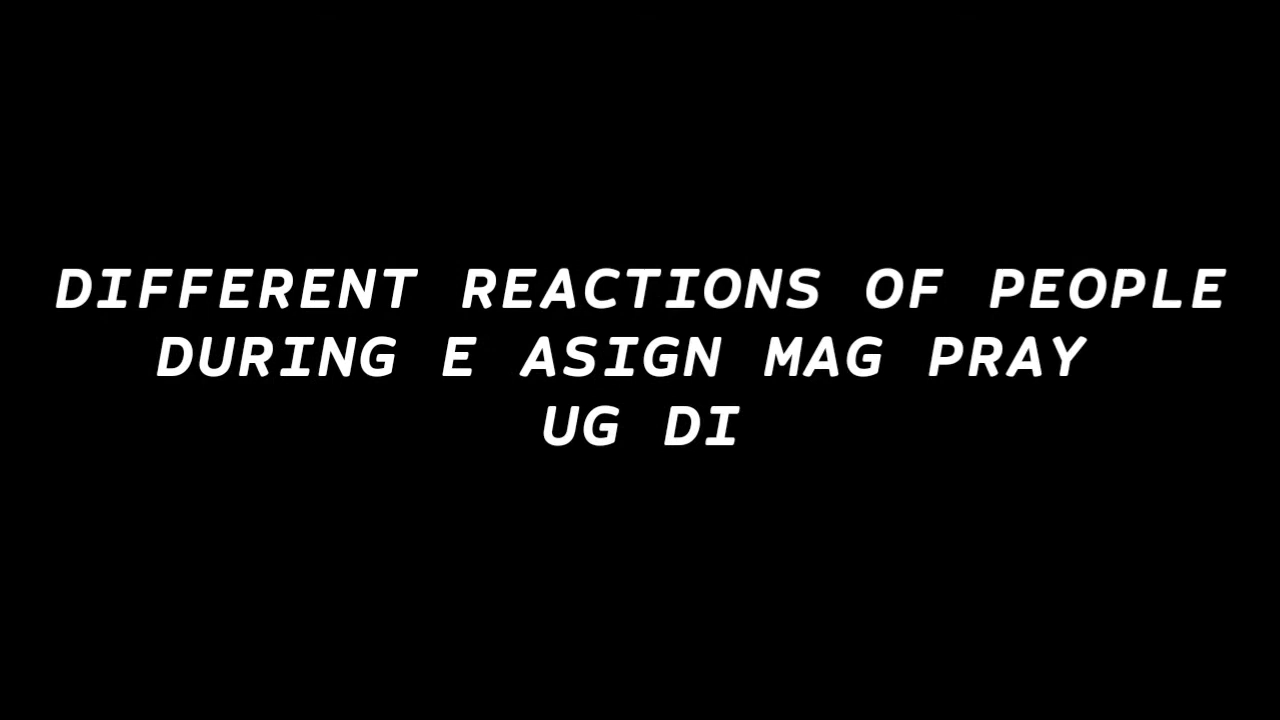 DIFFERENT REACTIONS OF PEOPLE
DURING E ASIGN MAG PRAY
UG DI